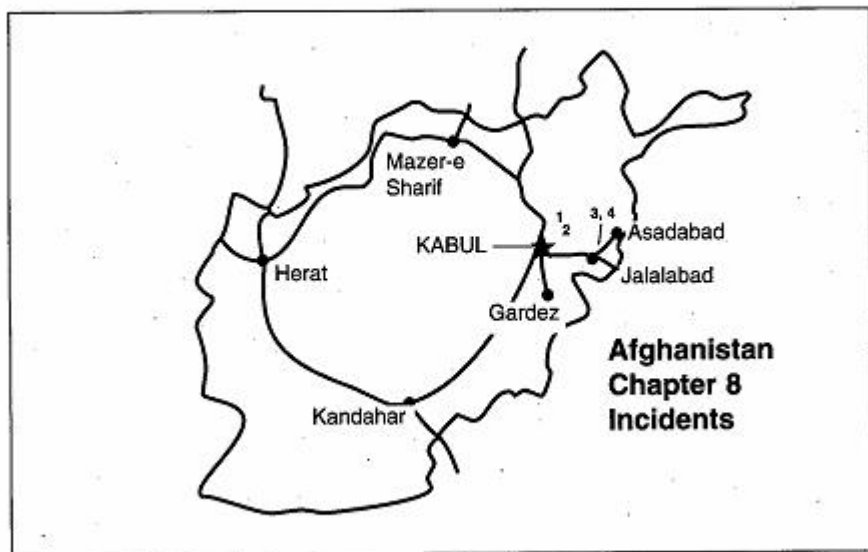 Mazer-e
Sharif
1
2
3, 4
KABUL
Asadabad
Herat
Jalalabad
Gardez
Afghanistan
Chapter 8
Incidents
Kandahar